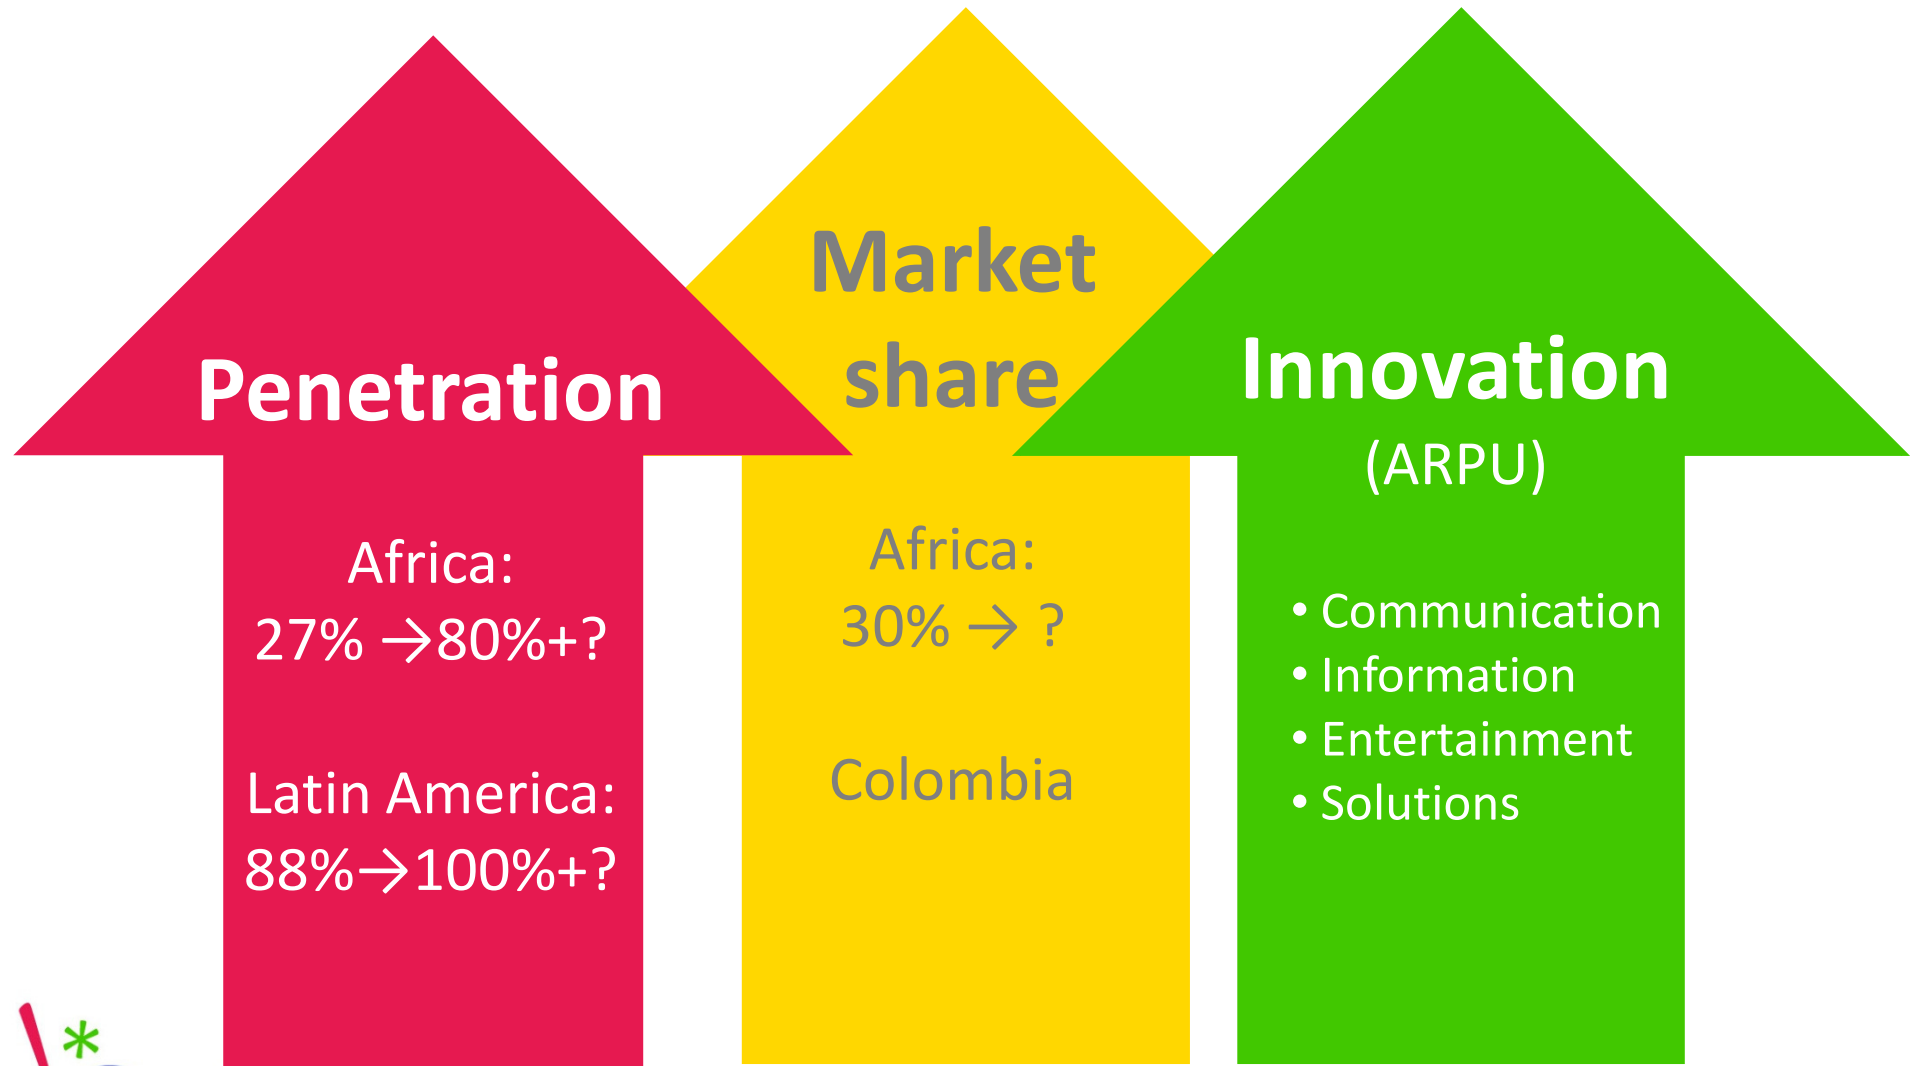 Penetration
Africa:
27% →80%+?
Latin America:
88%→100%+?
Market
share
Africa:
30% → ?
Colombia
Innovation
(ARPU)
• Communication
• Information
• Entertainment
• Solutions